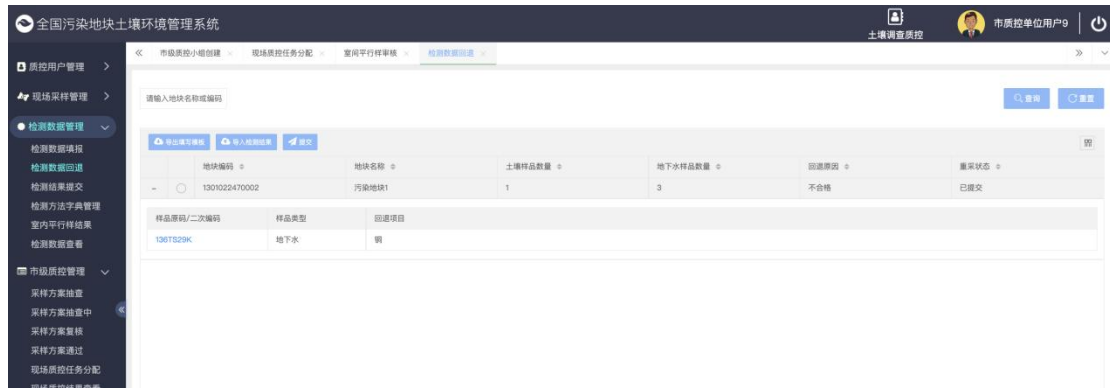 全国污染地块土壤环境管理系统
土壤调查质控
市质控单位用户9
市级质控小组创建 ×
现场质控任务分配 ×
室间平行样审核 ×
检测数据回退 ×
质控用户管理
现场采样管理
检测数据管理
检测数据填报
检测数据回退
检测结果提交
检测方法字典管理
室内平行样结果
检测数据查看
市级质控管理
采样方案抽查
采样方案抽查中
采样方案复核
采样方案通过
现场质控任务分配
请输入地块名称或编码
查询 重置
导出填写模板 导入检测结果 提交
地块编码 地块名称 土壤样品数量 地下水样品数量 回退原因 重采状态
1301022470002 污染地块1 1 3 不合格 已提交
样品原码/二次编码 样品类型 回退项目
136TS29K 地下水 铜